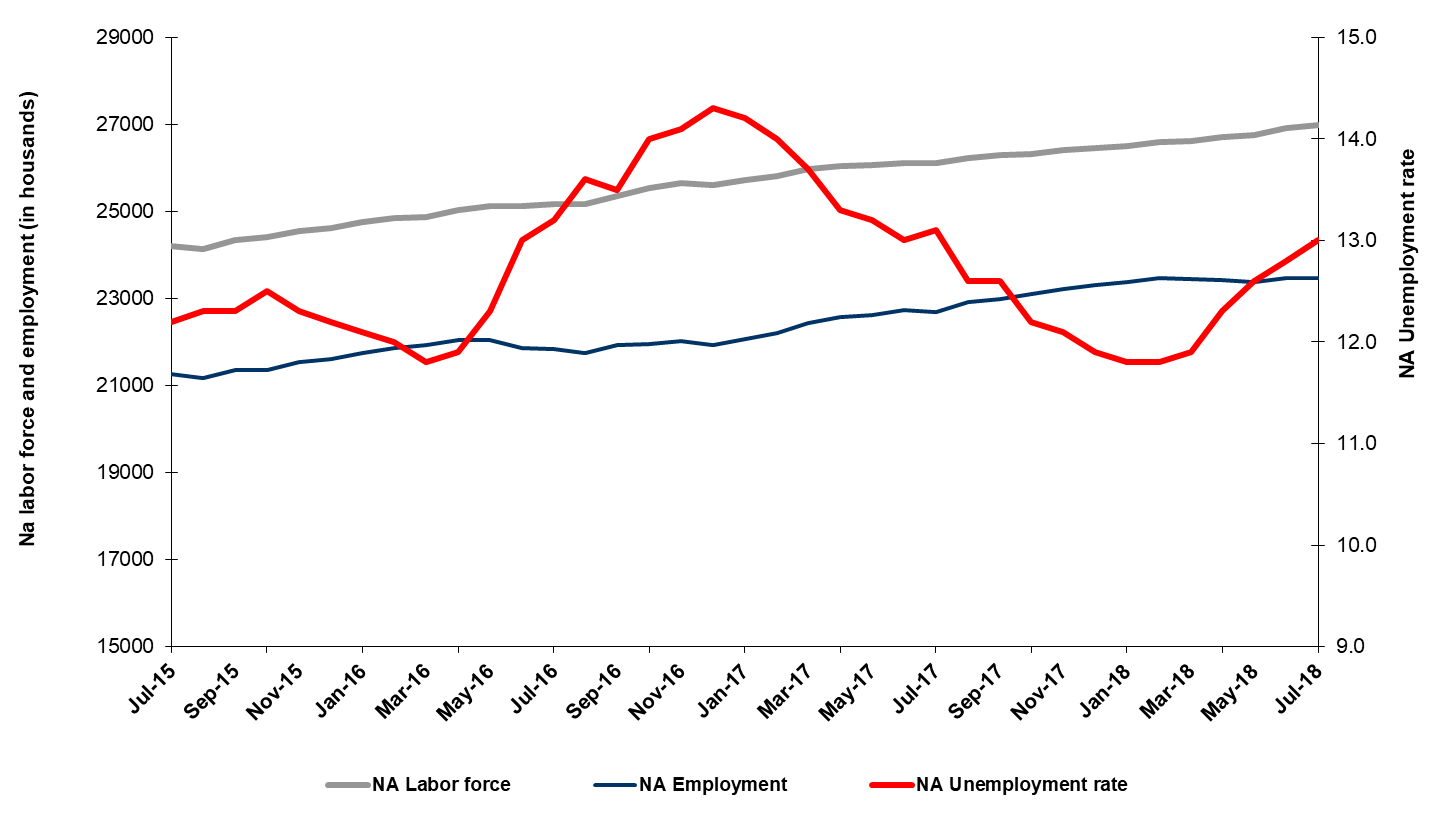 Na labor force and employment (in housands)
29000
27000
25000
23000
21000
19000
17000
15000
15.0
14.0
13.0
12.0
11.0
10.0
9.0
NA Unemployment rate
Jul-15
Sep-15
Nov-15
Jan-16
Mar-16
May-16
Jul-16
Sep-16
Nov-16
Jan-17
Mar-17
May-17
Jul-17
Sep-17
Nov-17
Jan-18
Mar-18
May-18
Jul-18
NA Labor force
NA Employment
NA Unemployment rate